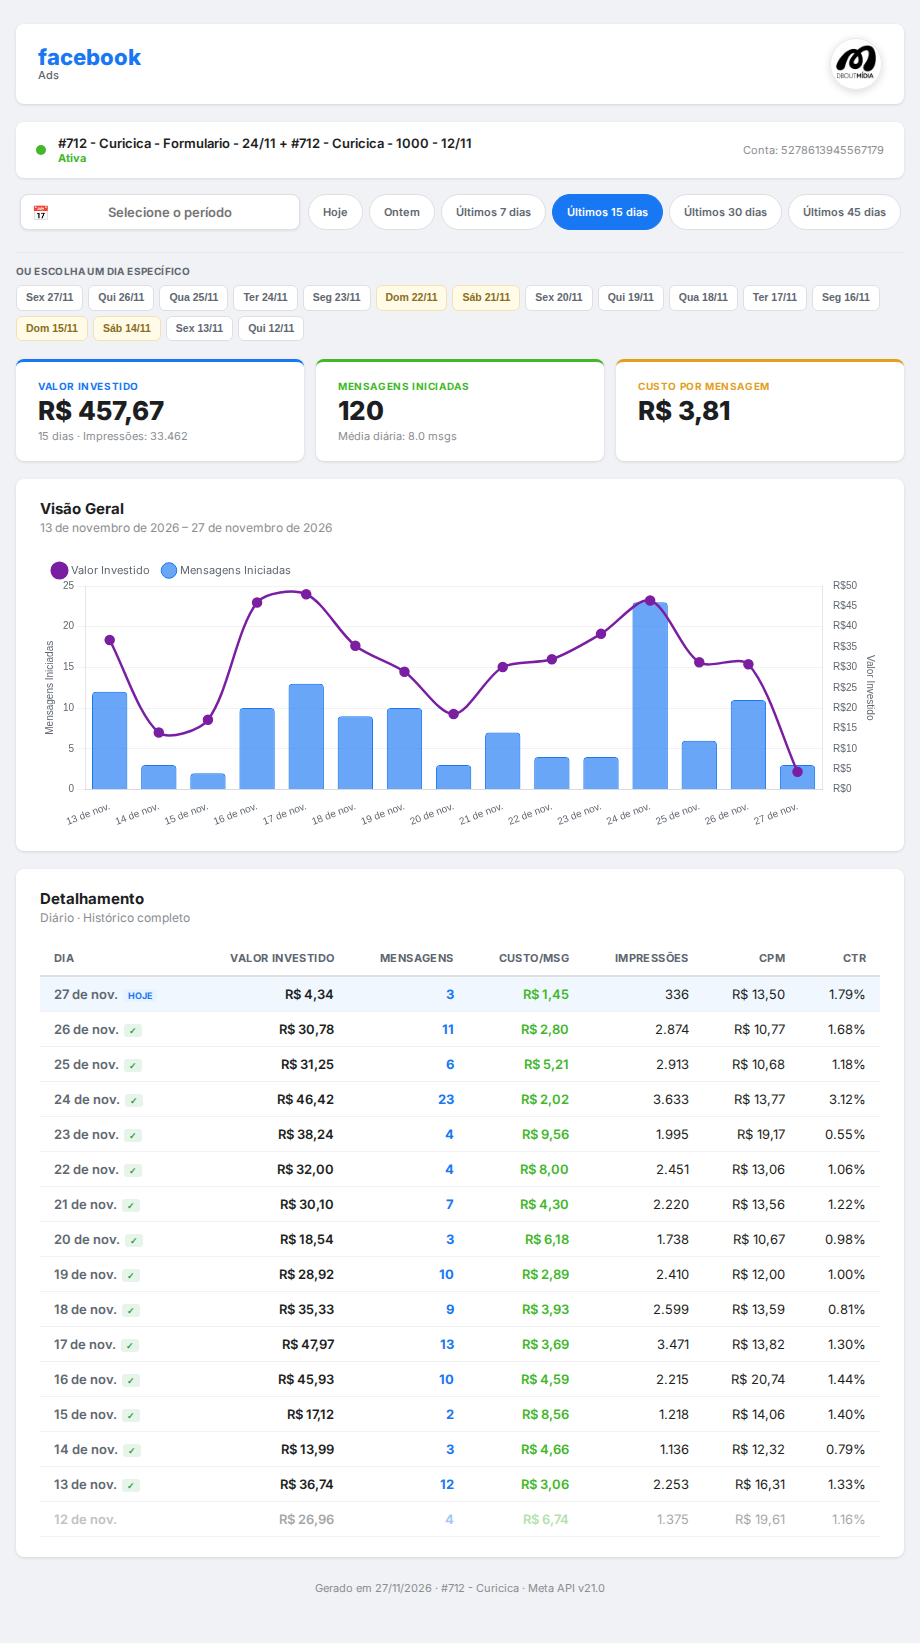 facebook
Ads
DBOUTMÍDIA
#712 - Curicica - Formulario - 24/11 + #712 - Curicica - 1000 - 12/11
Ativa
Conta: 5278613945567179
Selecione o período
Hoje
Ontem
Últimos 7 dias
Últimos 15 dias
Últimos 30 dias
Últimos 45 dias
OU ESCOLHA UM DIA ESPECÍFICO
Sex 27/11 Qui 26/11 Qua 25/11 Ter 24/11 Seg 23/11 Dom 22/11 Sáb 21/11 Sex 20/11 Qui 19/11 Qua 18/11 Ter 17/11 Seg 16/11
Dom 15/11 Sáb 14/11 Sex 13/11 Qui 12/11
VALOR INVESTIDO
R$ 457,67
15 dias · Impressões: 33.462
MENSAGENS INICIADAS
120
Média diária: 8.0 msgs
CUSTO POR MENSAGEM
R$ 3,81
Visão Geral
13 de novembro de 2026 – 27 de novembro de 2026
Valor Investido Mensagens Iniciadas
Mensagens Iniciadas
25
20
15
10
5
0
R$50
R$45
R$40
R$35
R$30
R$25
R$20
R$15
R$10
R$5
R$0
Valor Investido
13 de nov. 14 de nov. 15 de nov. 16 de nov. 17 de nov. 18 de nov. 19 de nov. 20 de nov. 21 de nov. 22 de nov. 23 de nov. 24 de nov. 25 de nov. 26 de nov. 27 de nov.
Detalhamento
Diário · Histórico completo
DIA VALOR INVESTIDO MENSAGENS CUSTO/MSG IMPRESSÕES CPM CTR
27 de nov. HOJE R$ 4,34 3 R$ 1,45 336 R$ 13,50 1.79%
26 de nov. ✓ R$ 30,78 11 R$ 2,80 2.874 R$ 10,77 1.68%
25 de nov. ✓ R$ 31,25 6 R$ 5,21 2.913 R$ 10,68 1.18%
24 de nov. ✓ R$ 46,42 23 R$ 2,02 3.633 R$ 13,77 3.12%
23 de nov. ✓ R$ 38,24 4 R$ 9,56 1.995 R$ 19,17 0.55%
22 de nov. ✓ R$ 32,00 4 R$ 8,00 2.451 R$ 13,06 1.06%
21 de nov. ✓ R$ 30,10 7 R$ 4,30 2.220 R$ 13,56 1.22%
20 de nov. ✓ R$ 18,54 3 R$ 6,18 1.738 R$ 10,67 0.98%
19 de nov. ✓ R$ 28,92 10 R$ 2,89 2.410 R$ 12,00 1.00%
18 de nov. ✓ R$ 35,33 9 R$ 3,93 2.599 R$ 13,59 0.81%
17 de nov. ✓ R$ 47,97 13 R$ 3,69 3.471 R$ 13,82 1.30%
16 de nov. ✓ R$ 45,93 10 R$ 4,59 2.215 R$ 20,74 1.44%
15 de nov. ✓ R$ 17,12 2 R$ 8,56 1.218 R$ 14,06 1.40%
14 de nov. ✓ R$ 13,99 3 R$ 4,66 1.136 R$ 12,32 0.79%
13 de nov. ✓ R$ 36,74 12 R$ 3,06 2.253 R$ 16,31 1.33%
12 de nov. R$ 26,96 4 R$ 6,74 1.375 R$ 19,61 1.16%
Gerado em 27/11/2026 · #712 - Curicica · Meta API v21.0